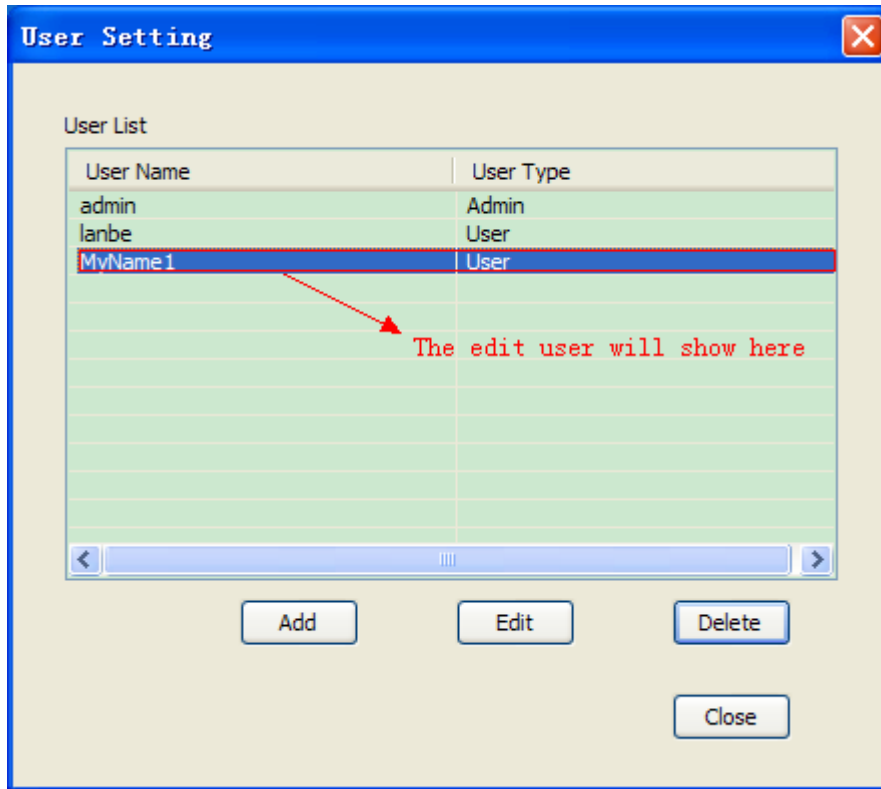 User Setting
User List
User Name User Type
admin Admin
lanbe User
MyName1 User
The edit user will show here
Add Edit Delete
Close